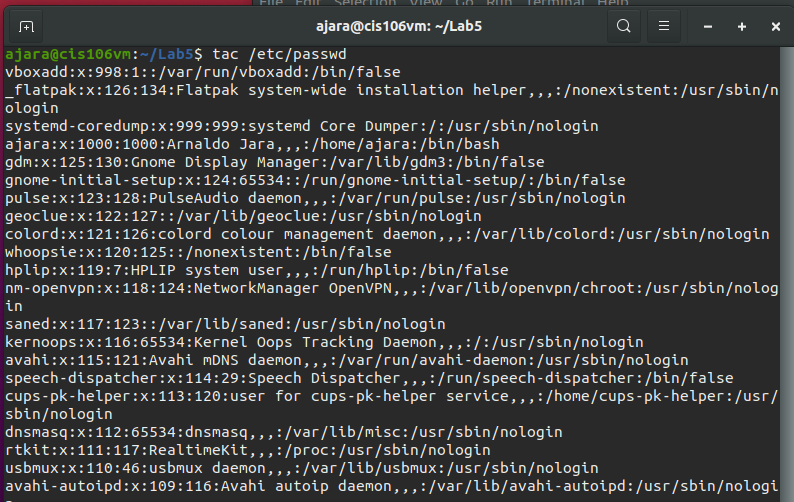 File Edit Selection View Go Run Terminal Help
ajara@cis106vm: ~/Lab5
ajara@cis106vm:~/Lab5$ tac /etc/passwd
vboxadd:x:998:1::/var/run/vboxadd:/bin/false
_flatpak:x:126:134:Flatpak system-wide installation helper,,,:/nonexistent:/usr/sbin/n
ologin
systemd-coredump:x:999:999:systemd Core Dumper:/:/usr/sbin/nologin
ajara:x:1000:1000:Arnaldo Jara,,,:/home/ajara:/bin/bash
gdm:x:125:130:Gnome Display Manager:/var/lib/gdm3:/bin/false
gnome-initial-setup:x:124:65534::/run/gnome-initial-setup/:/bin/false
pulse:x:123:128:PulseAudio daemon,,,:/var/run/pulse:/usr/sbin/nologin
geoclue:x:122:127::/var/lib/geoclue:/usr/sbin/nologin
colord:x:121:126:colord colour management daemon,,,:/var/lib/colord:/usr/sbin/nologin
whoopsie:x:120:125::/nonexistent:/bin/false
hplip:x:119:7:HPLIP system user,,,:/run/hplip:/bin/false
nm-openvpn:x:118:124:NetworkManager OpenVPN,,,:/var/lib/openvpn/chroot:/usr/sbin/nolog
in
saned:x:117:123::/var/lib/saned:/usr/sbin/nologin
kernoops:x:116:65534:Kernel Oops Tracking Daemon,,,:/:/usr/sbin/nologin
avahi:x:115:121:Avahi mDNS daemon,,,:/var/run/avahi-daemon:/usr/sbin/nologin
speech-dispatcher:x:114:29:Speech Dispatcher,,,:/run/speech-dispatcher:/bin/false
cups-pk-helper:x:113:120:user for cups-pk-helper service,,,:/home/cups-pk-helper:/usr/
sbin/nologin
dnsmasq:x:112:65534:dnsmasq,,,:/var/lib/misc:/usr/sbin/nologin
rtkit:x:111:117:RealtimeKit,,,:/proc:/usr/sbin/nologin
usbmux:x:110:46:usbmux daemon,,,:/var/lib/usbmux:/usr/sbin/nologin
avahi-autoipd:x:109:116:Avahi autoip daemon,,,:/var/lib/avahi-autoipd:/usr/sbin/nologi